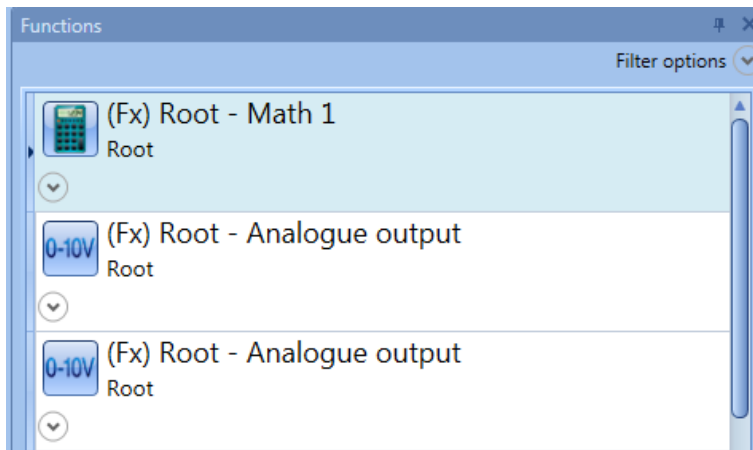 Functions
Filter options
(Fx) Root - Math 1
Root
0-10V
(Fx) Root - Analogue output
Root
0-10V
(Fx) Root - Analogue output
Root